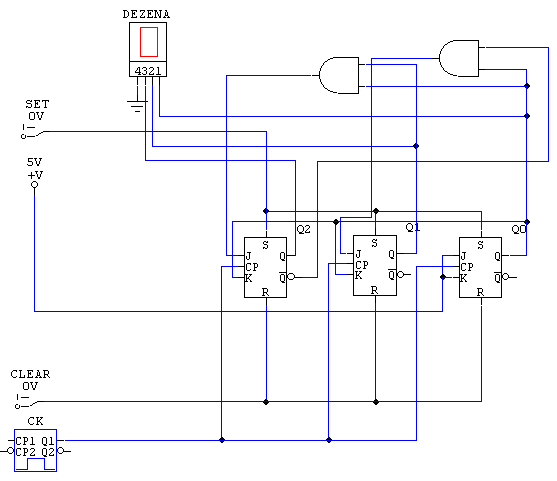 DEZENA
4321
SET
0V
5V
+V
Q2
Q1
Q0
S
J Q
CP
K Q
R
S
J Q
CP
K Q
R
S
J Q
CP
K Q
R
CLEAR
0V
CK
CP1 Q1
CP2 Q2